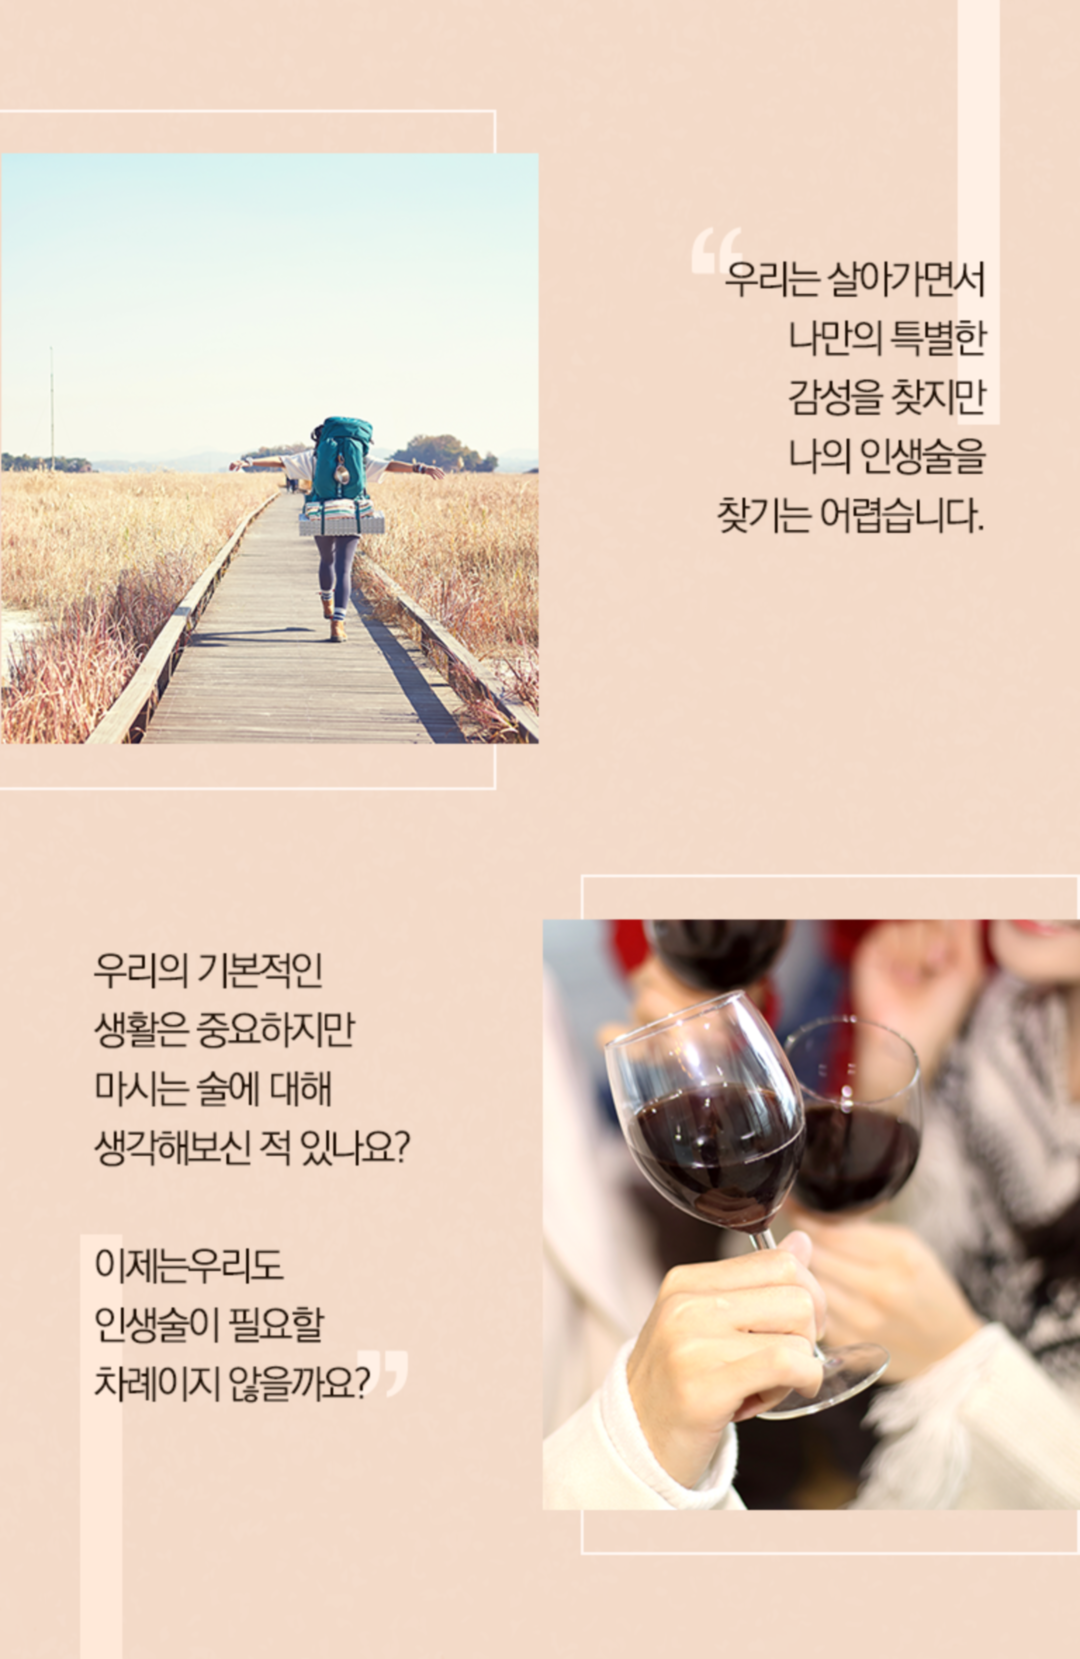 “우리는 살아가면서
나만의 특별한
감성을 찾지만
나의 인생술을
찾기는 어렵습니다.
우리의 기본적인
생활은 중요하지만
마시는 술에 대해
생각해보신 적 있나요?
이제는우리도
인생술이 필요할
차례이지 않을까요?”